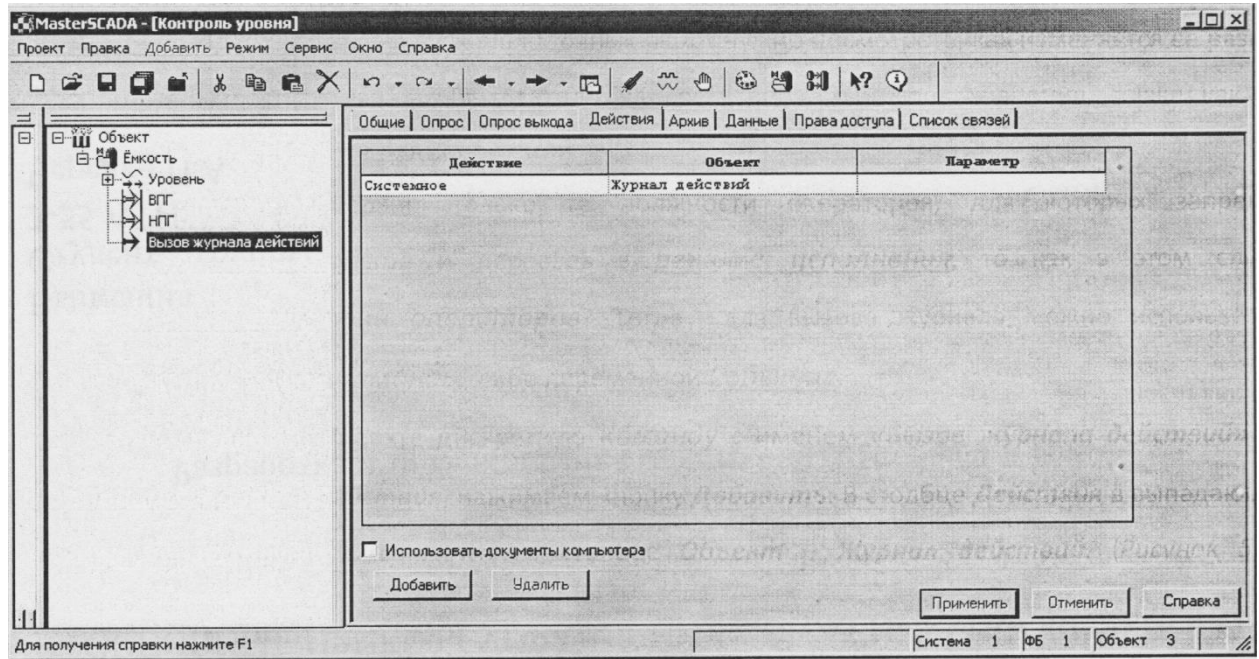 MasterSCADA - [Контроль уровня]
Проект Правка Добавить Режим Сервис Окно Справка
Объект
Ёмкость
Уровень
ВПГ
НПГ
Вызов журнала действий
Общие Опрос Опрос выхода Действия Архив Данные Права доступа Список связей
Действие Объект Параметр
Системное Журнал действий
Использовать документы компьютера
Добавить Удалить
Применить Отменить Справка
Для получения справки нажмите F1
Система 1 ФБ 1 Объект 3